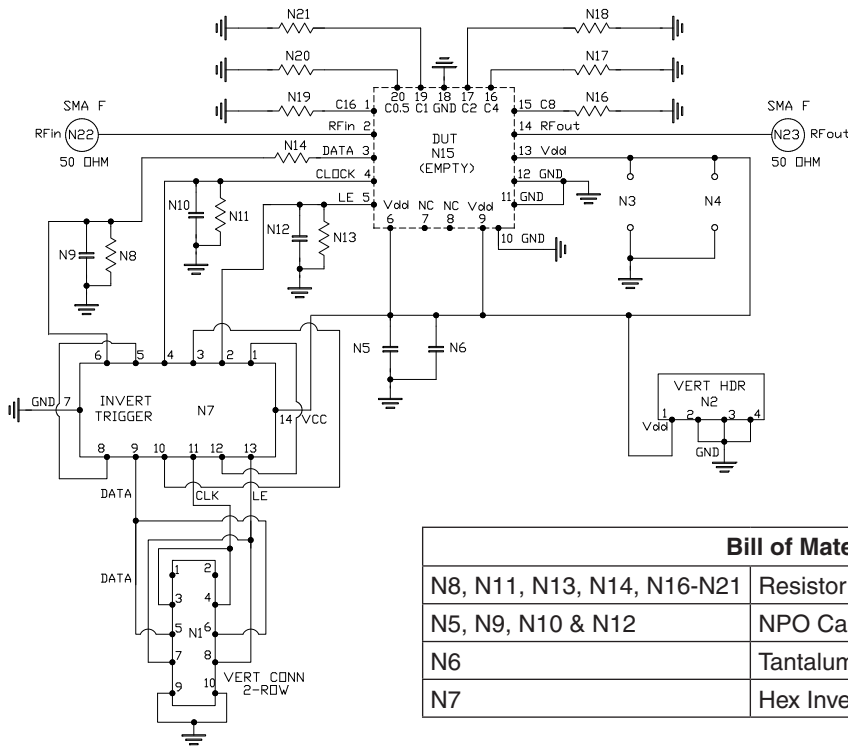 N21
N18
N20
N17
N19
C16 1
20 19 18 17 16
C0.5 C1 GND C2 C4
15 C8
N16
SMA F
RFin N22
50 OHM
RFin 2
DUT
N15
(EMPTY)
14 RFout
SMA F
N23 RFout
50 OHM
N14
DATA 3
13 Vdd
CLOCK 4
12 GND
11
GND
LE 5
Vdd NC NC Vdd
6 7 8 9
10 GND
N10
N11
N12
N13
N9
N8
N3
N4
N5
N6
6 5 4 3 2 1
GND 7
INVERT
TRIGGER
N7
14 VCC
8 9 10 11 12 13
VERT HDR
N2
1 2 3 4
Vdd
GND
DATA
CLK
LE
DATA
1 2
3 4
5 N1 6
7 8
9 10
VERT CONN
2-ROW
Bill of Mate
N8, N11, N13, N14, N16-N21 Resistor
N5, N9, N10 & N12 NPO Ca
N6 Tantalum
N7 Hex Inve